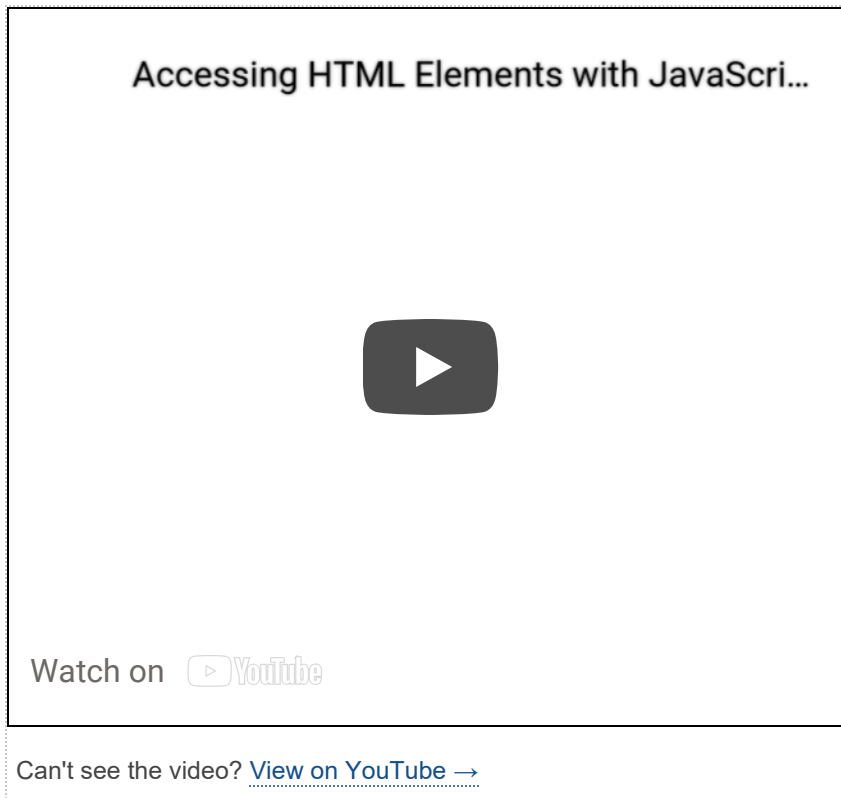 Accessing HTML Elements with JavaScri...
Watch on YouTube
Can't see the video? View on YouTube →